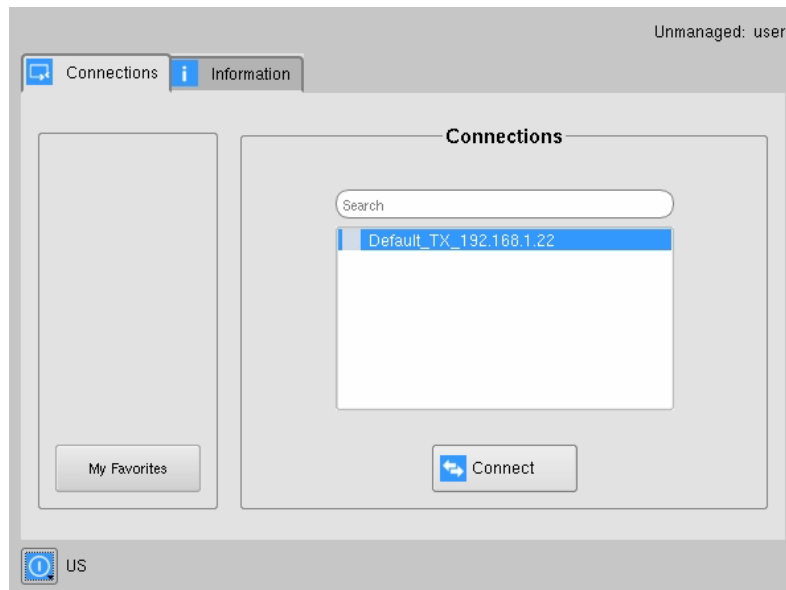 Unmanaged: user
Connections
i Information
Connections
Search
Default_TX_192.168.1.22
My Favorites
Connect
US